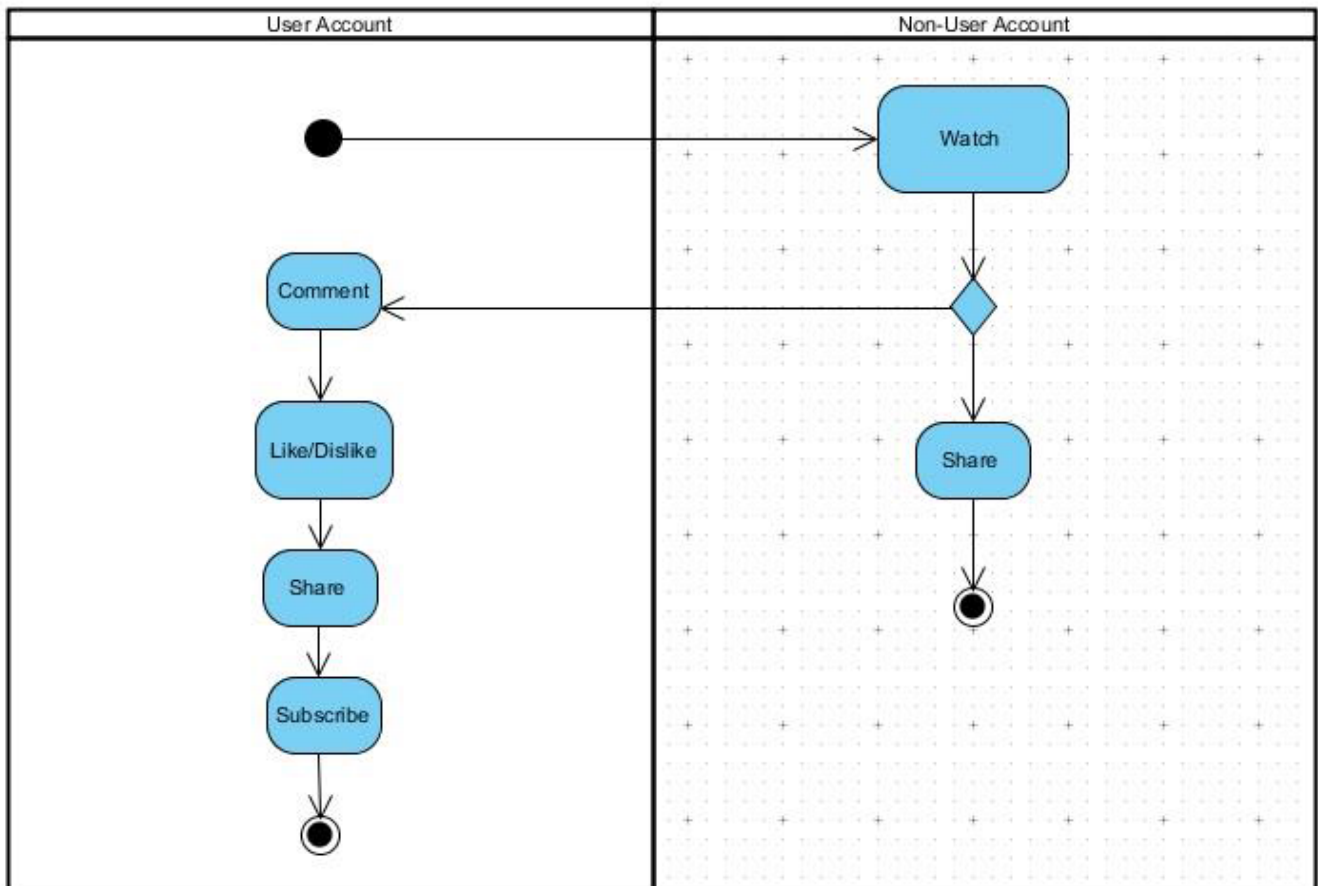 User Account
Non-User Account
Watch
Comment
Like/Dislike
Share
Share
Subscribe